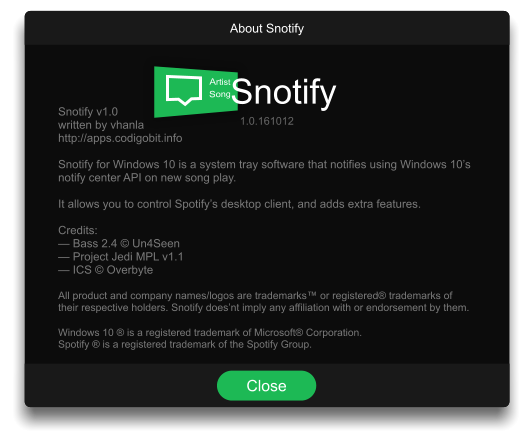 About Snotify
Artist
Song
Snotify
1.0.161012
Snotify v1.0
written by vhanla
http://apps.codigobit.info
Snotify for Windows 10 is a system tray software that notifies using Windows 10's
notify center API on new song play.
It allows you to control Spotify's desktop client, and adds extra features.
Credits:
— Bass 2.4 © Un4Seen
— Project Jedi MPL v1.1
— ICS © Overbyte
All product and company names/logos are trademarks™ or registered® trademarks of
their respective holders. Snotify does'nt imply any affiliation with or endorsement by them.
Windows 10 ® is a registered trademark of Microsoft® Corporation.
Spotify ® is a registered trademark of the Spotify Group.
Close